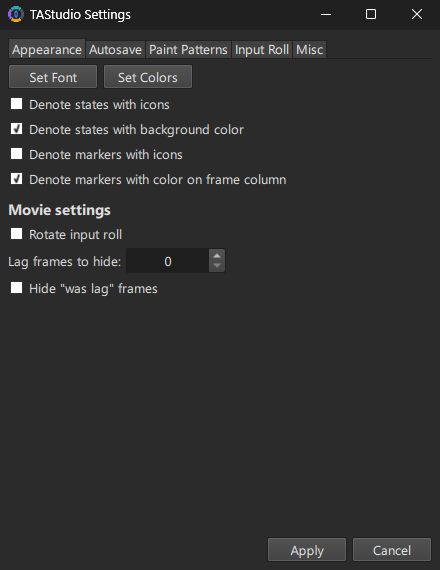 TAStudio Settings
Appearance Autosave Paint Patterns Input Roll Misc
Set Font Set Colors
Denote states with icons
Denote states with background color
Denote markers with icons
Denote markers with color on frame column
Movie settings
Rotate input roll
Lag frames to hide: 0
Hide "was lag" frames
Apply Cancel